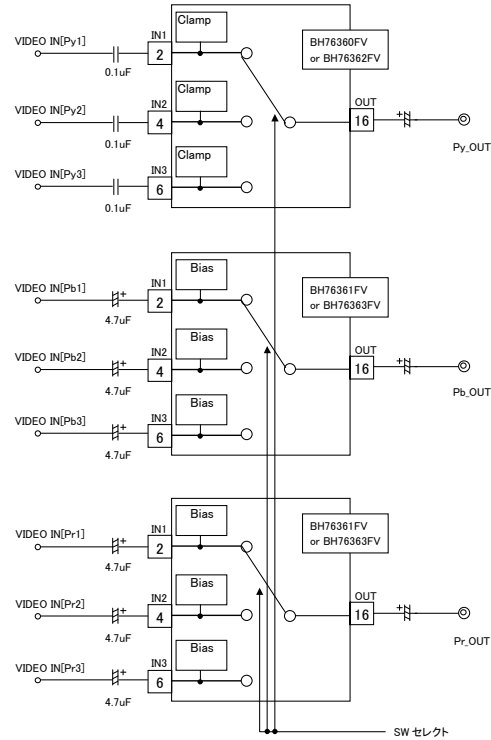 Clamp
VIDEO IN[Py1]
IN1
2
0.1uF
BH76360FV
or BH76362FV
Clamp
VIDEO IN[Py2]
IN2
4
0.1uF
OUT
16
+
Py_OUT
Clamp
VIDEO IN[Py3]
IN3
6
0.1uF
Bias
VIDEO IN[Pb1]
IN1
+
2
4.7uF
BH76361FV
or BH76363FV
Bias
VIDEO IN[Pb2]
IN2
+
4
4.7uF
OUT
16
+
Pb_OUT
Bias
VIDEO IN[Pb3]
IN3
+
6
4.7uF
Bias
VIDEO IN[Pr1]
IN1
+
2
4.7uF
BH76361FV
or BH76363FV
Bias
VIDEO IN[Pr2]
IN2
+
4
4.7uF
OUT
16
+
Pr_OUT
Bias
VIDEO IN[Pr3]
IN3
+
6
4.7uF
SW セレクト